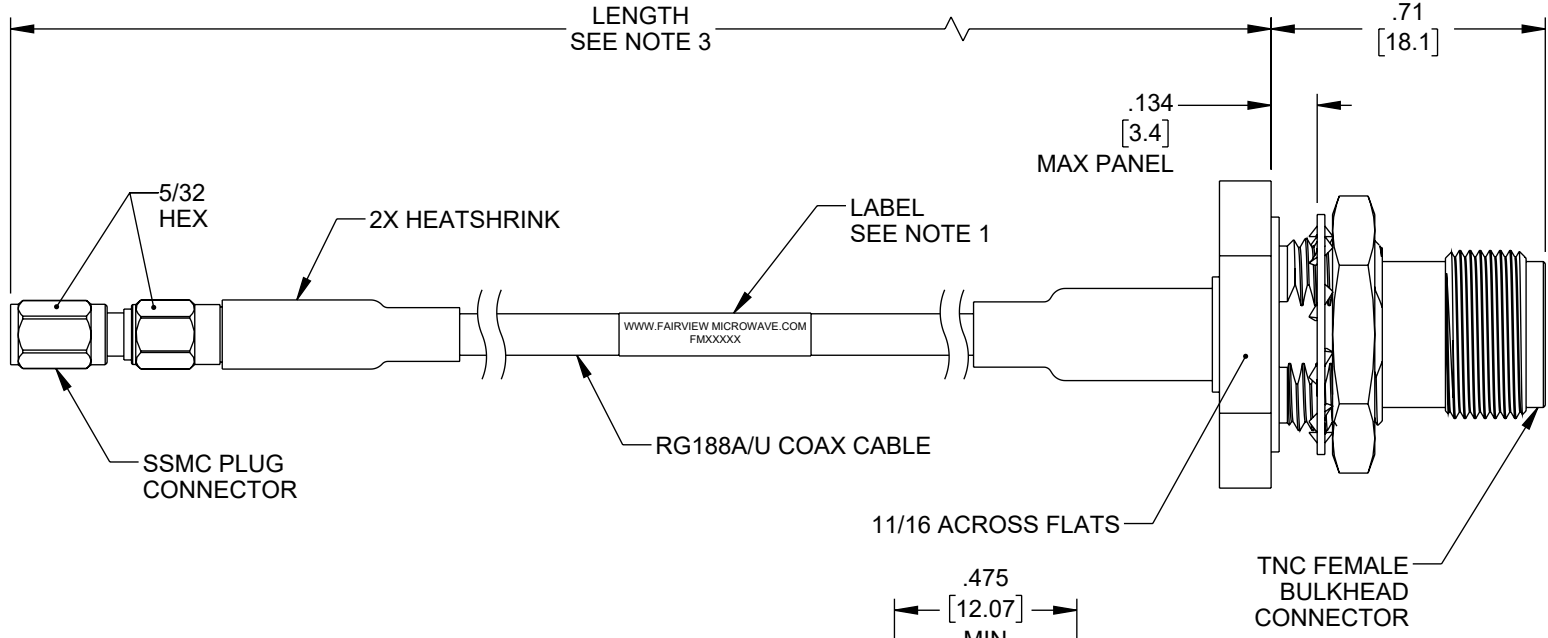 LENGTH
SEE NOTE 3
.71
[18.1]
.134
[3.4]
MAX PANEL
5/32
HEX
2X HEATSHRINK
LABEL
SEE NOTE 1
WWW.FAIRVIEW MICROWAVE.COM
FMXXXXX
RG188A/U COAX CABLE
SSMC PLUG
CONNECTOR
11/16 ACROSS FLATS
TNC FEMALE
BULKHEAD
CONNECTOR
.475
[12.07]
MIN